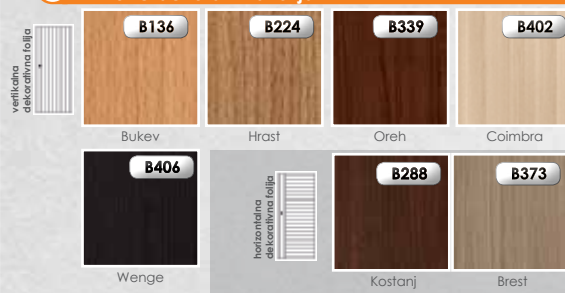 B136
B224
B339
B402
vertikalna
dekorativna folija
Bukev
Hrast
Oreh
Coimbra
B406
B288
B373
horizontalna
dekorativna folija
Wenge
Kostanj
Brest